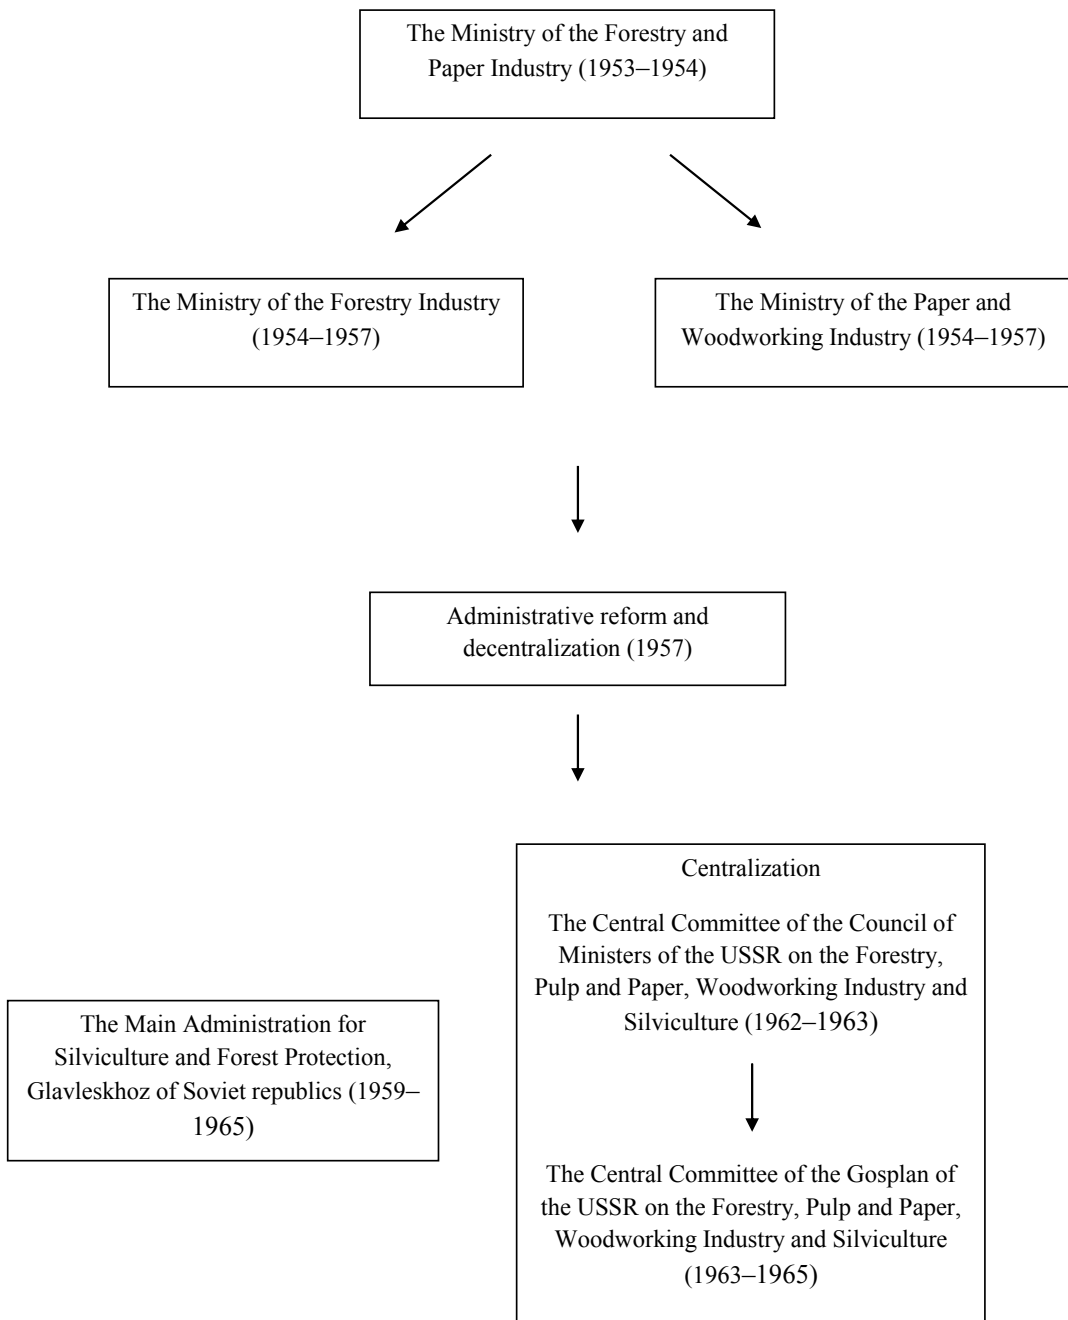 The Ministry of the Forestry and
Paper Industry (1953–1954)
The Ministry of the Forestry Industry
(1954–1957)
The Ministry of the Paper and
Woodworking Industry (1954–1957)
Administrative reform and
decentralization (1957)
Centralization
The Central Committee of the Council of
Ministers of the USSR on the Forestry,
Pulp and Paper, Woodworking Industry and
Silviculture (1962–1963)
The Main Administration for
Silviculture and Forest Protection,
Glavleskhoz of Soviet republics (1959–
1965)
The Central Committee of the Gosplan of
the USSR on the Forestry, Pulp and Paper,
Woodworking Industry and Silviculture
(1963–1965)